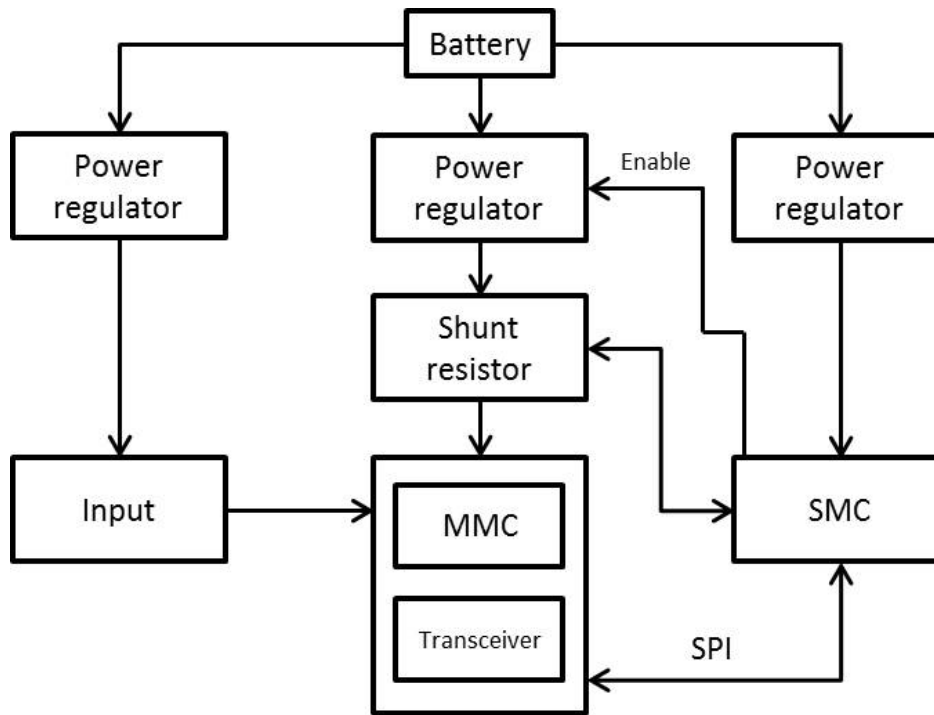 Battery
Power
regulator
Power
regulator
Enable
Power
regulator
Shunt
resistor
Input
MMC
Transceiver
SMC
SPI